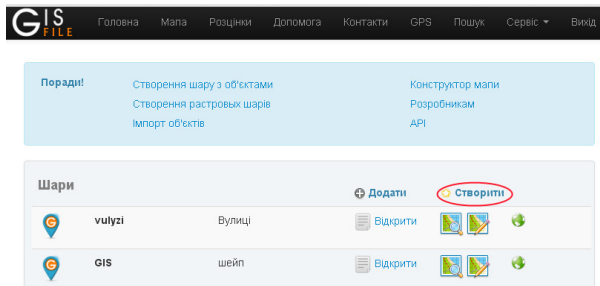 GIS FILE Головна Мапа Розцінки Допомога Контакти GPS Пошук Сервіс Вихід
Поради! Створення шару з об'єктами Конструктор мапи
Створення растрових шарів Розробникам
Імпорт об'єктів API
Шари Додати Створити
vulyzi Вулиці Відкрити
GIS шейп Відкрити